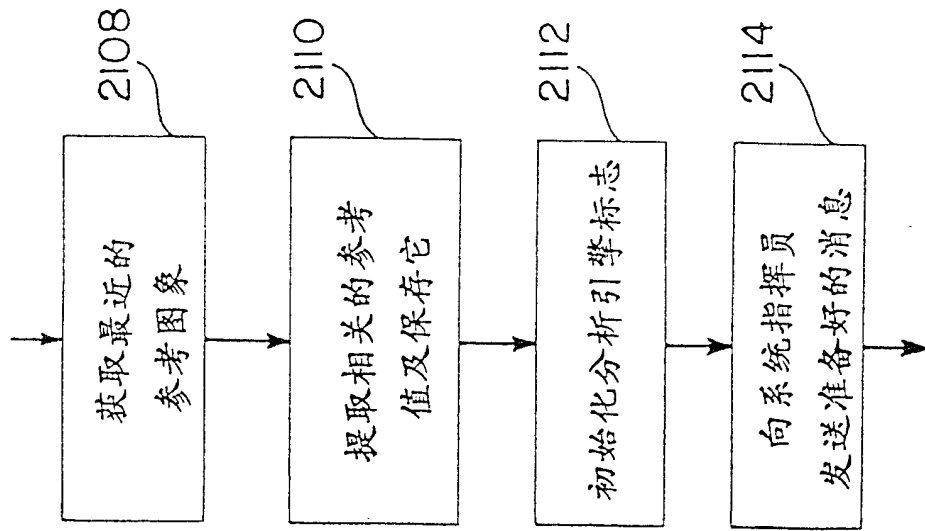 获取最近的
参考图象
2108
提取相关的参考
值及保存它
2110
初始化分析引擎标志
2112
向系统指挥员
发送准备好的消息
2114